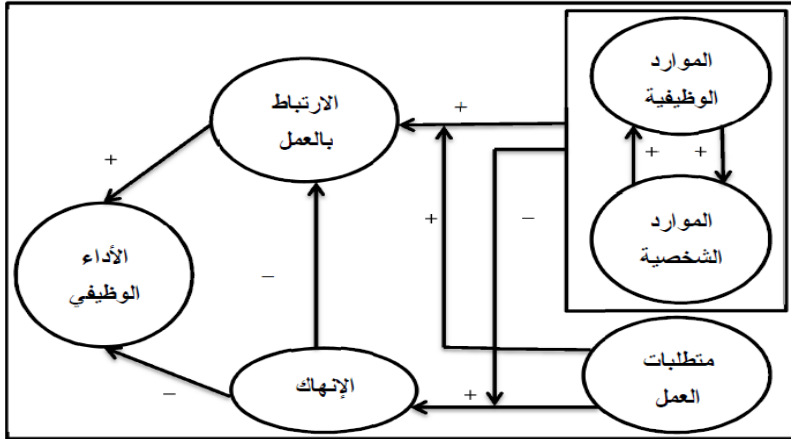 الموارد
الوظيفية
+
+ +
الموارد
الشخصية
الارتباط
بالعمل
+
–
+
–
الأداء
الوظيفي
متطلبات
العمل
+
الإنهاك
–